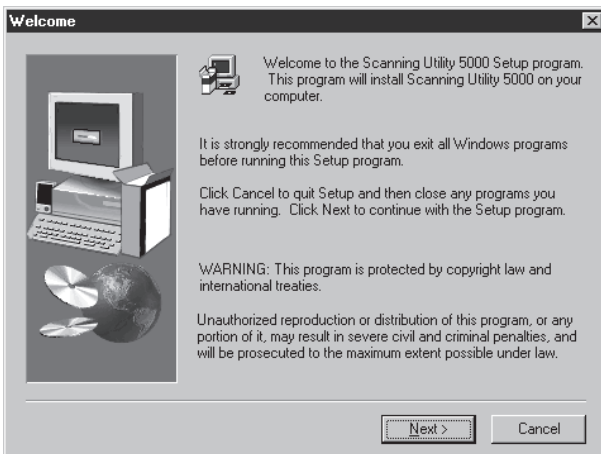 Welcome
Welcome to the Scanning Utility 5000 Setup program.
This program will install Scanning Utility 5000 on your
computer.
It is strongly recommended that you exit all Windows programs
before running this Setup program.
Click Cancel to quit Setup and then close any programs you
have running. Click Next to continue with the Setup program.
WARNING: This program is protected by copyright law and
international treaties.
Unauthorized reproduction or distribution of this program, or any
portion of it, may result in severe civil and criminal penalties, and
will be prosecuted to the maximum extent possible under law.
Next >
Cancel